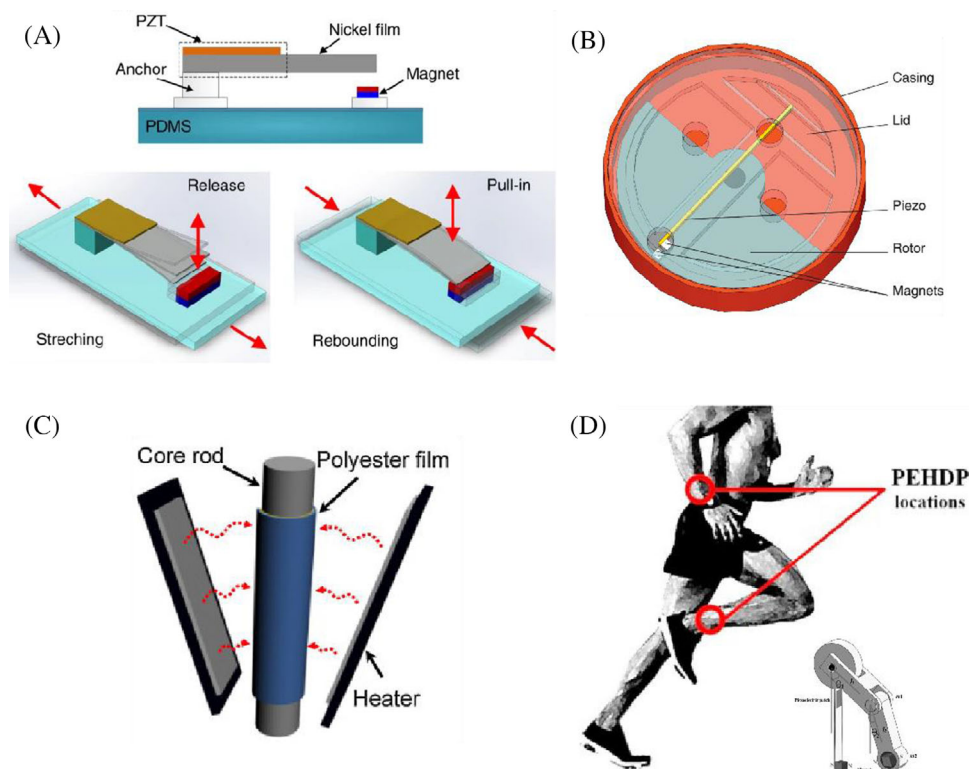 (A)
PZT
Nickel film
Anchor
Magnet
PDMS
Release
Streching
Pull-in
Rebounding
(B)
Casing
Lid
Piezo
Rotor
Magnets
(C)
Core rod
Polyester film
Heater
(D)
PEHDP
locations